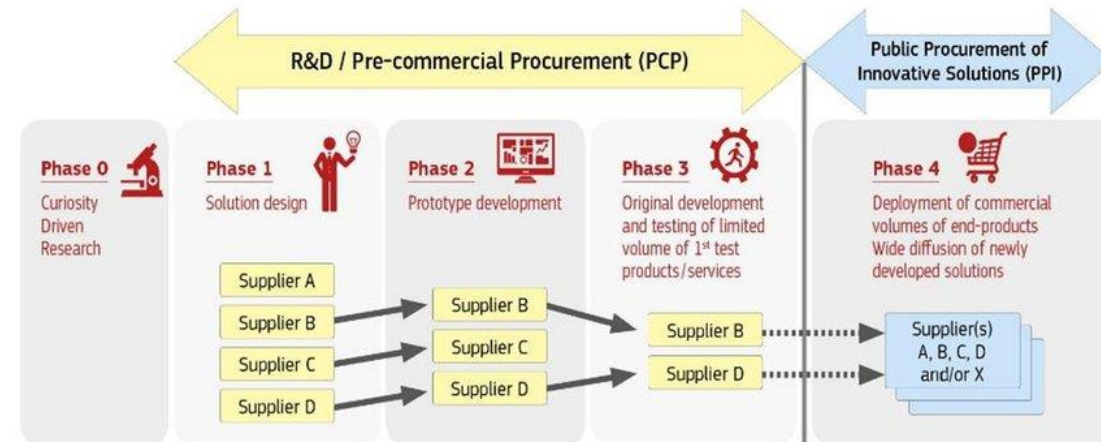 R&D / Pre-commercial Procurement (PCP)
Public Procurement of
Innovative Solutions (PPI)
Phase 0
Curiosity
Driven
Research
Phase 1
Solution design
Supplier A
Supplier B
Supplier C
Supplier D
Phase 2
Prototype development
Supplier B
Supplier C
Supplier D
Phase 3
Original development
and testing of limited
volume of 1st test
products/services
Supplier B
Supplier D
Phase 4
Deployment of commercial
volumes of end-products
Wide diffusion of newly
developed solutions
Supplier(s)
A, B, C, D
and/or X